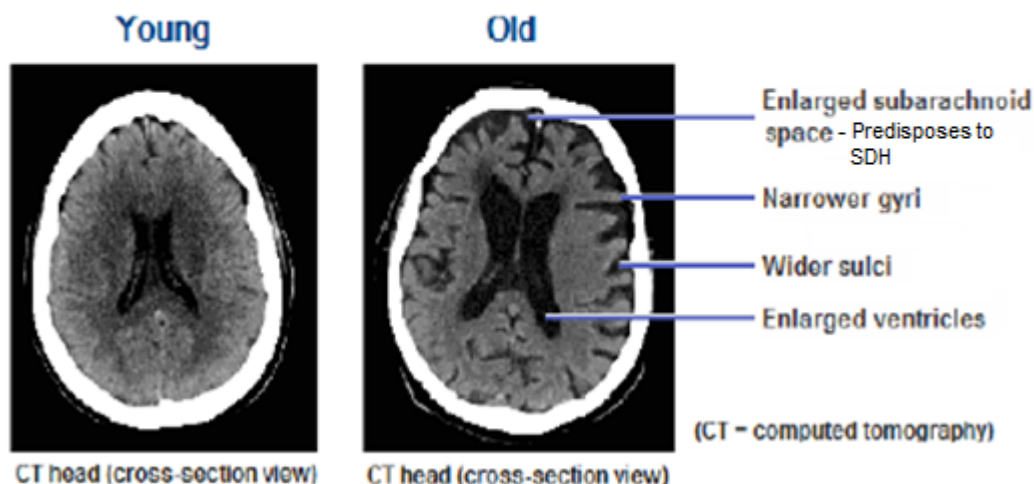 Young
Old
Enlarged subarachnoid
space - Predisposes to
SDH
Narrower gyri
Wider sulci
Enlarged ventricles
(CT – computed tomography)
CT head (cross-section view)
CT head (cross-section view)